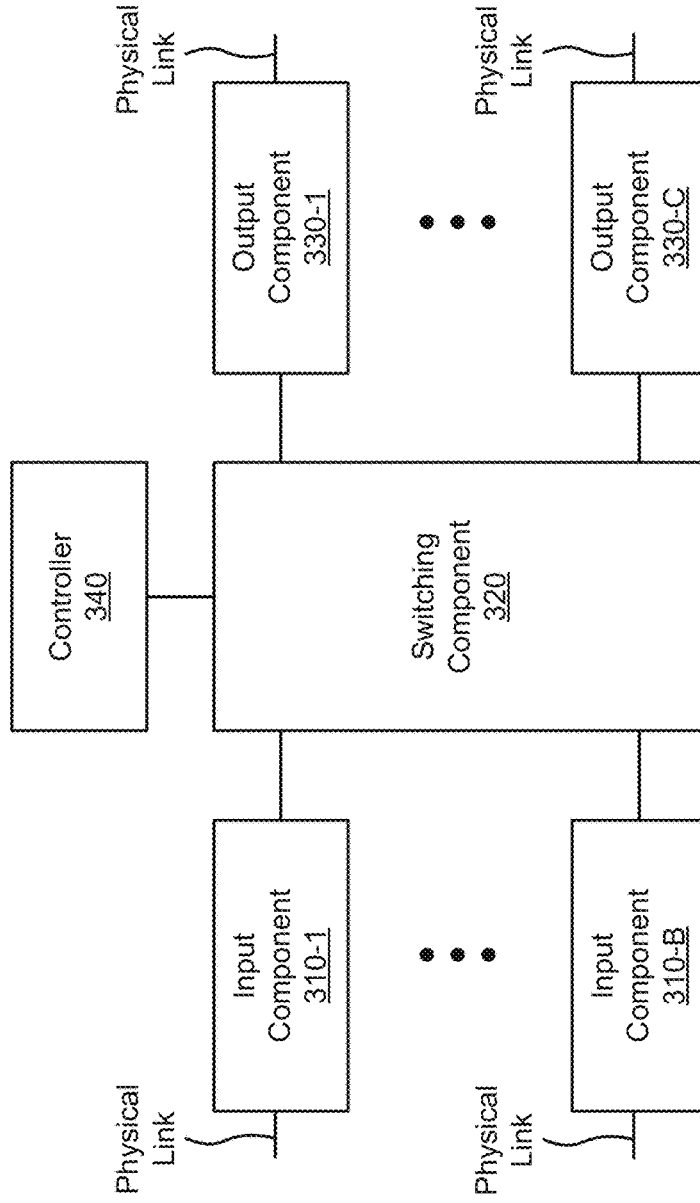 Controller
340
Physical
Link
Input
Component
310-1
Switching
Component
320
Output
Component
330-1
Physical
Link
Physical
Link
Input
Component
310-B
Output
Component
330-C
Physical
Link